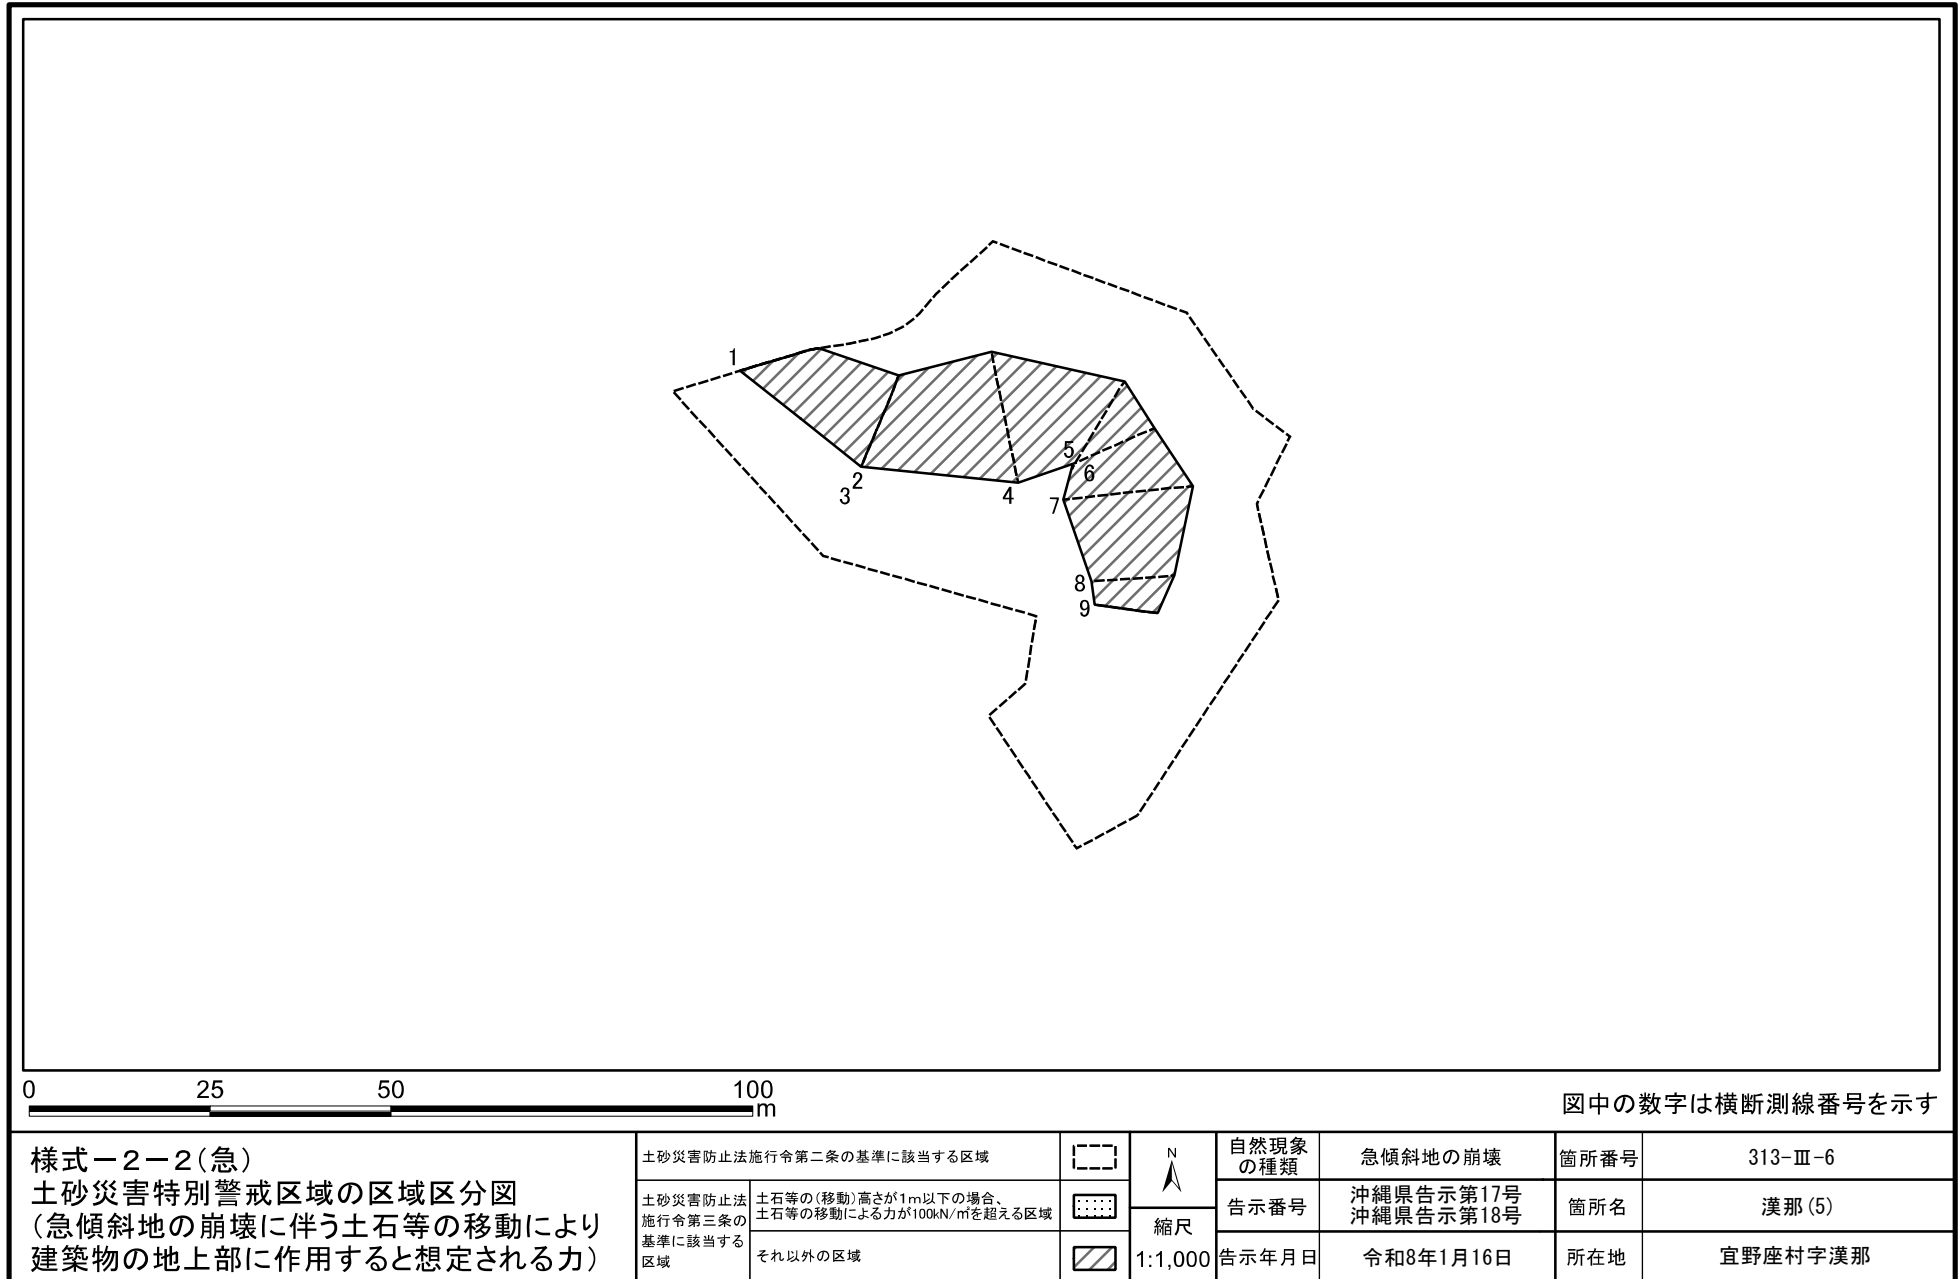 1
2
3
4
5
6
7
8
9
0 25 50 100
m
図中の数字は横断測線番号を示す
様式－２－２（急）
土砂災害特別警戒区域の区域区分図
（急傾斜地の崩壊に伴う土石等の移動により
建築物の地上部に作用すると想定される力）
土砂災害防止法施行令第二条の基準に該当する区域
土砂災害防止法
施行令第三条の
基準に該当する
区域
土石等の（移動）高さが1ｍ以下の場合、
土石等の移動による力が100kN/㎡を超える区域
それ以外の区域
N
縮尺
1:1,000
自然現象
の種類
急傾斜地の崩壊
箇所番号
313-Ⅲ-6
告示番号
沖縄県告示第17号
沖縄県告示第18号
箇所名
漢那(5)
告示年月日
令和8年1月16日
所在地
宜野座村字漢那